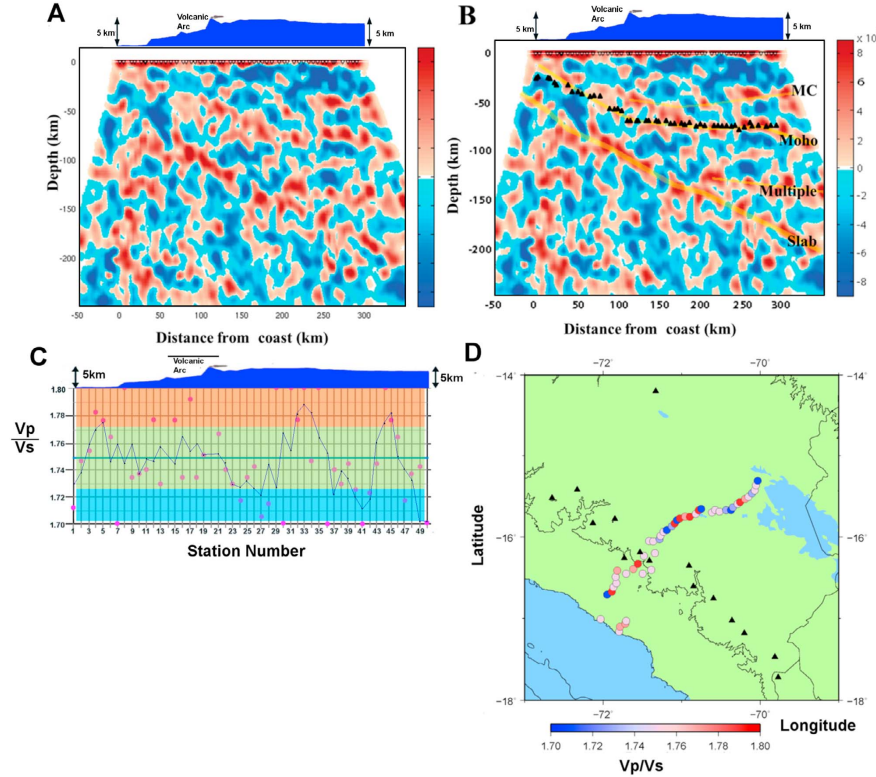 A
Volcanic
Arc
5 km
5 km
0
-50
-100
-150
-200
Depth (km)
-50 0 50 100 150 200 250 300 350
Distance from coast (km)
B
Volcanic
Arc
5 km
5 km
0
-50
-100
-150
-200
Depth (km)
MC
Moho
Multiple
Slab
-50 0 50 100 150 200 250 300 350
Distance from coast (km)
x 10
8
6
4
2
0
-2
-4
-6
-8
C
Volcanic
Arc
5km
5km
1.80
1.78
1.76
1.74
1.72
1.70
Vp
Vs
1 3 5 7 9 11 13 15 17 19 21 23 25 27 29 31 33 35 37 39 41 43 45 47 49
Station Number
D
−72˚ −70˚
−14˚ −14˚
−16˚ −16˚
−18˚ −18˚
−72˚ −70˚
Latitude
Longitude
1.70 1.72 1.74 1.76 1.78 1.80
Vp/Vs